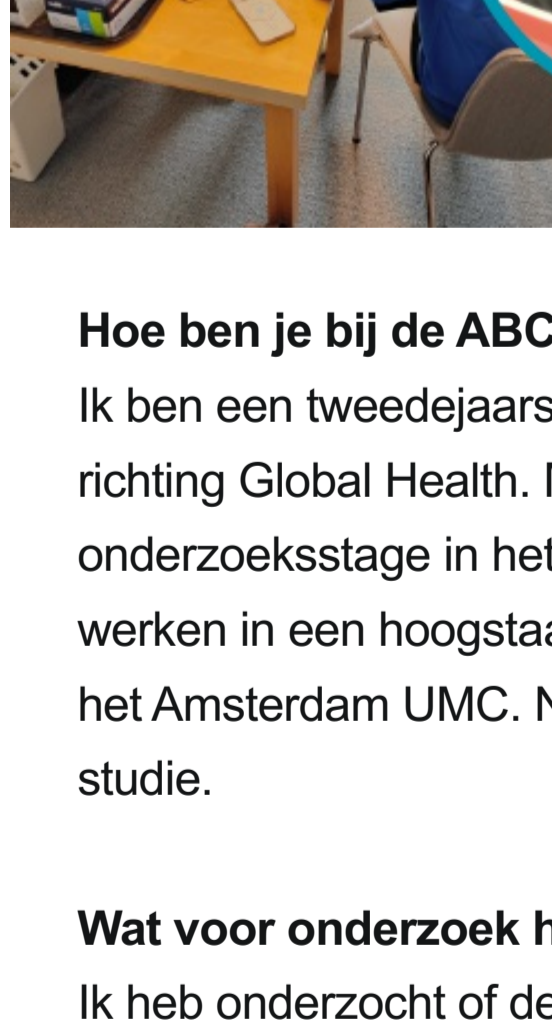 Hoe ben je bij de ABC
Ik ben een tweedejaars
richting Global Health.
onderzoeksstage in het
werken in een hoogstaa
het Amsterdam UMC. N
studie.
Wat voor onderzoek h
Ik heb onderzocht of de